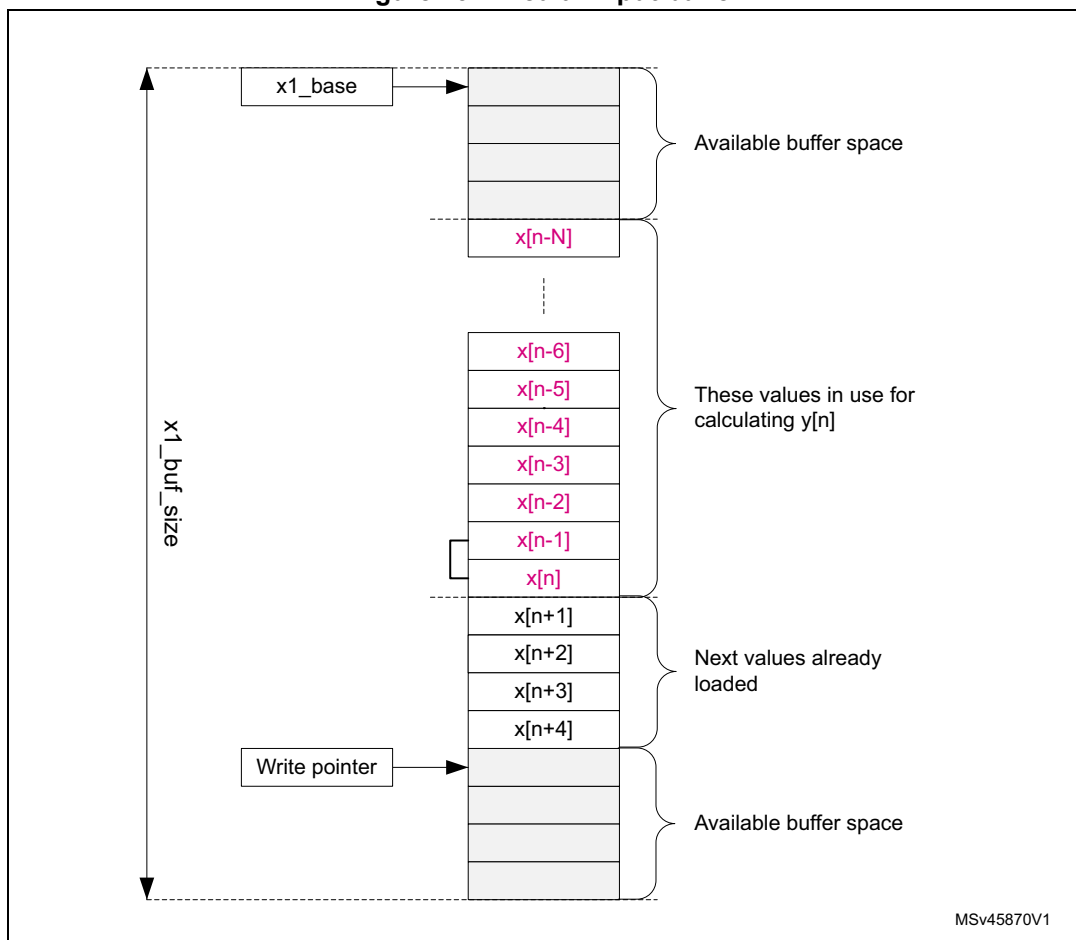 x1_base
Available buffer space
x[n-N]
x[n-6]
x[n-5]
These values in use for
calculating y[n]
x[n-4]
x[n-3]
x1_buf_size
x[n-2]
x[n-1]
x[n]
x[n+1]
x[n+2]
Next values already
loaded
x[n+3]
x[n+4]
Write pointer
Available buffer space
MSv45870V1